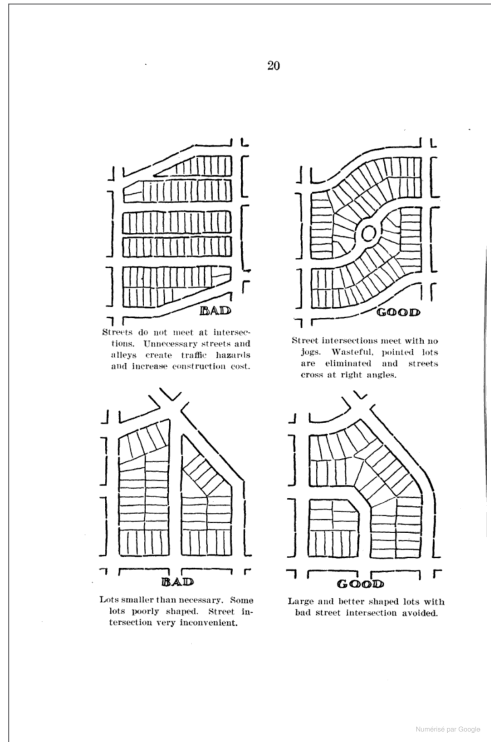 20
BAD
Streets do not meet at intersec-
tions. Unnecessary streets and
alleys create traffic hazards
and increase construction cost.
GOOD
Street intersections meet with no
jogs. Wasteful, pointed lots
are eliminated and streets
cross at right angles.
BAD
Lots smaller than necessary. Some
lots poorly shaped. Street in-
tersection very inconvenient.
GOOD
Large and better shaped lots with
bad street intersection avoided.
Numérisé par Google